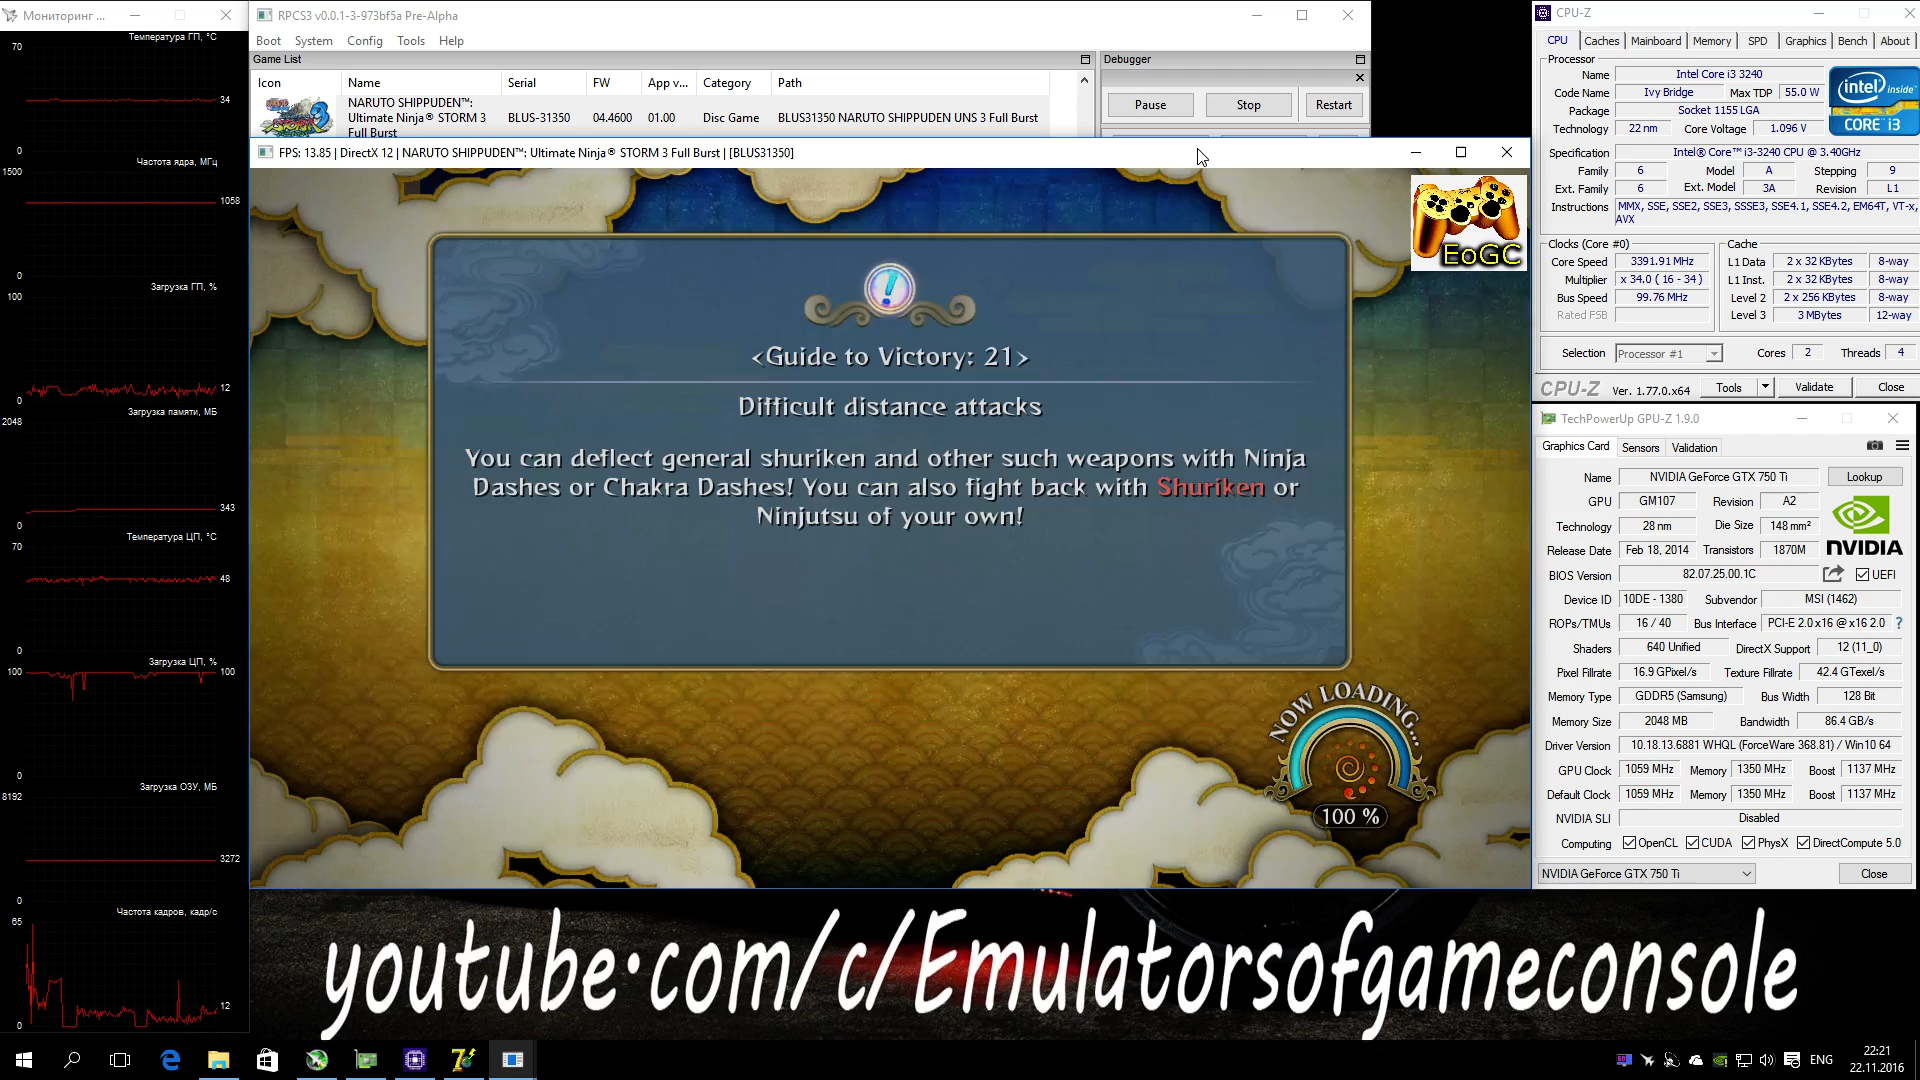 Мониторинг ...
Температура ГП, °C
70
34
0
Частота ядра, МГц
1500
1058
0
Загрузка ГП, %
100
12
0
Загрузка памяти, МБ
2048
343
0
Температура ЦП, °C
70
48
0
Загрузка ЦП, %
100
100
0
Загрузка ОЗУ, МБ
8192
3272
0
Частота кадров, кадр/с
65
12
0
RPCS3 v0.0.1-3-973bf5a Pre-Alpha
Boot System Config Tools Help
Game List
Icon Name Serial FW App v... Category Path
NARUTO SHIPPUDEN™:
Ultimate Ninja® STORM 3
Full Burst
BLUS-31350 04.4600 01.00 Disc Game BLUS31350 NARUTO SHIPPUDEN UNS 3 Full Burst
Debugger
Pause Stop Restart
FPS: 13.85 | DirectX 12 | NARUTO SHIPPUDEN™: Ultimate Ninja® STORM 3 Full Burst | [BLUS31350]
EoGC
<Guide to Victory: 21>
Difficult distance attacks
You can deflect general shuriken and other such weapons with Ninja
Dashes or Chakra Dashes! You can also fight back with Shuriken or
Ninjutsu of your own!
NOW LOADING...
100 %
CPU-Z
CPU Caches Mainboard Memory SPD Graphics Bench About
Processor
Name Intel Core i3 3240
Code Name Ivy Bridge Max TDP 55.0 W
Package Socket 1155 LGA
Technology 22 nm Core Voltage 1.096 V
intel inside™
CORE i3
Specification Intel® Core™ i3-3240 CPU @ 3.40GHz
Family 6 Model A Stepping 9
Ext. Family 6 Ext. Model 3A Revision L1
Instructions MMX, SSE, SSE2, SSE3, SSSE3, SSE4.1, SSE4.2, EM64T, VT-x,
AVX
Clocks (Core #0) Cache
Core Speed 3391.91 MHz L1 Data 2 x 32 KBytes 8-way
Multiplier x 34.0 ( 16 - 34 ) L1 Inst. 2 x 32 KBytes 8-way
Bus Speed 99.76 MHz Level 2 2 x 256 KBytes 8-way
Rated FSB Level 3 3 MBytes 12-way
Selection Processor #1 Cores 2 Threads 4
CPU-Z Ver. 1.77.0.x64 Tools Validate Close
TechPowerUp GPU-Z 1.9.0
Graphics Card Sensors Validation
Name NVIDIA GeForce GTX 750 Ti Lookup
GPU GM107 Revision A2
Technology 28 nm Die Size 148 mm²
Release Date Feb 18, 2014 Transistors 1870M
NVIDIA
BIOS Version 82.07.25.00.1C UEFI
Device ID 10DE - 1380 Subvendor MSI (1462)
ROPs/TMUs 16 / 40 Bus Interface PCI-E 2.0 x16 @ x16 2.0 ?
Shaders 640 Unified DirectX Support 12 (11_0)
Pixel Fillrate 16.9 GPixel/s Texture Fillrate 42.4 GTexel/s
Memory Type GDDR5 (Samsung) Bus Width 128 Bit
Memory Size 2048 MB Bandwidth 86.4 GB/s
Driver Version 10.18.13.6881 WHQL (ForceWare 368.81) / Win10 64
GPU Clock 1059 MHz Memory 1350 MHz Boost 1137 MHz
Default Clock 1059 MHz Memory 1350 MHz Boost 1137 MHz
NVIDIA SLI Disabled
Computing OpenCL CUDA PhysX DirectCompute 5.0
NVIDIA GeForce GTX 750 Ti Close
youtube.com/c/Emulatorsofgameconsole
ENG
22:21
22.11.2016